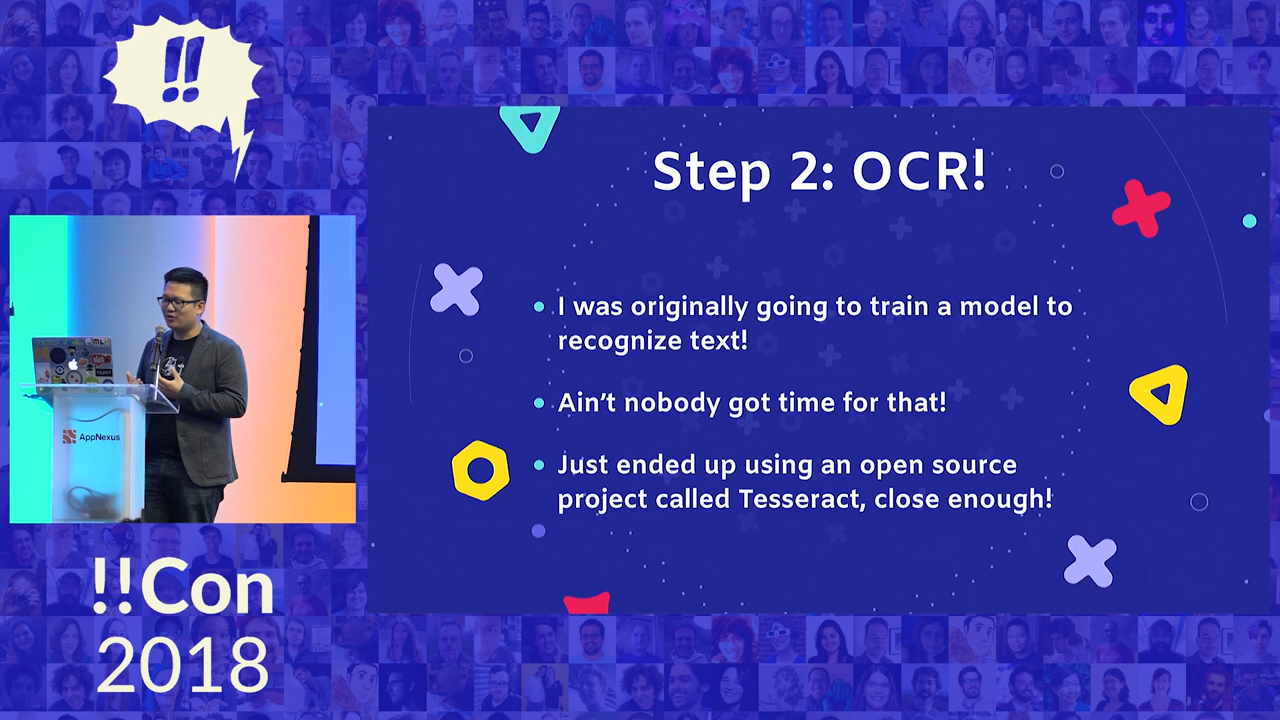 !!
Step 2: OCR!
I was originally going to train a model to
recognize text!
Ain't nobody got time for that!
Just ended up using an open source
project called Tesseract, close enough!
AppNexus
!!Con
2018